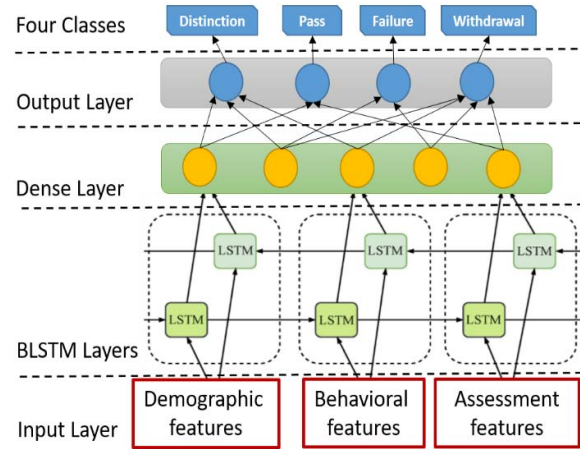 Four Classes
Distinction
Pass
Failure
Withdrawal
Output Layer
Dense Layer
LSTM
LSTM
LSTM
LSTM
LSTM
LSTM
BLSTM Layers
Input Layer
Demographic
features
Behavioral
features
Assessment
features